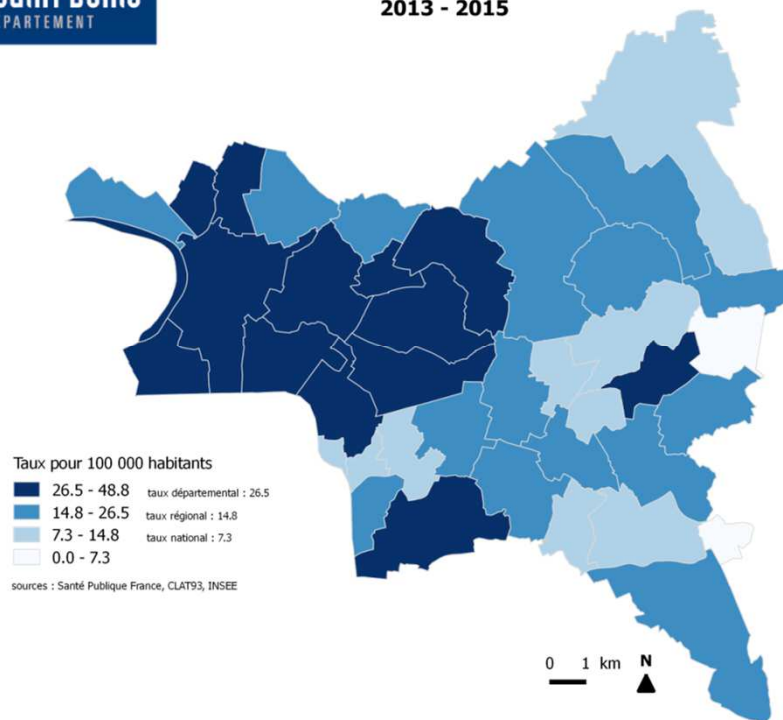 PARTEMENT
2013 - 2015
Taux pour 100 000 habitants
26.5 - 48.8 taux départemental : 26.5
14.8 - 26.5 taux régional : 14.8
7.3 - 14.8 taux national : 7.3
0.0 - 7.3
sources : Santé Publique France, CLAT93, INSEE
0 1 km N